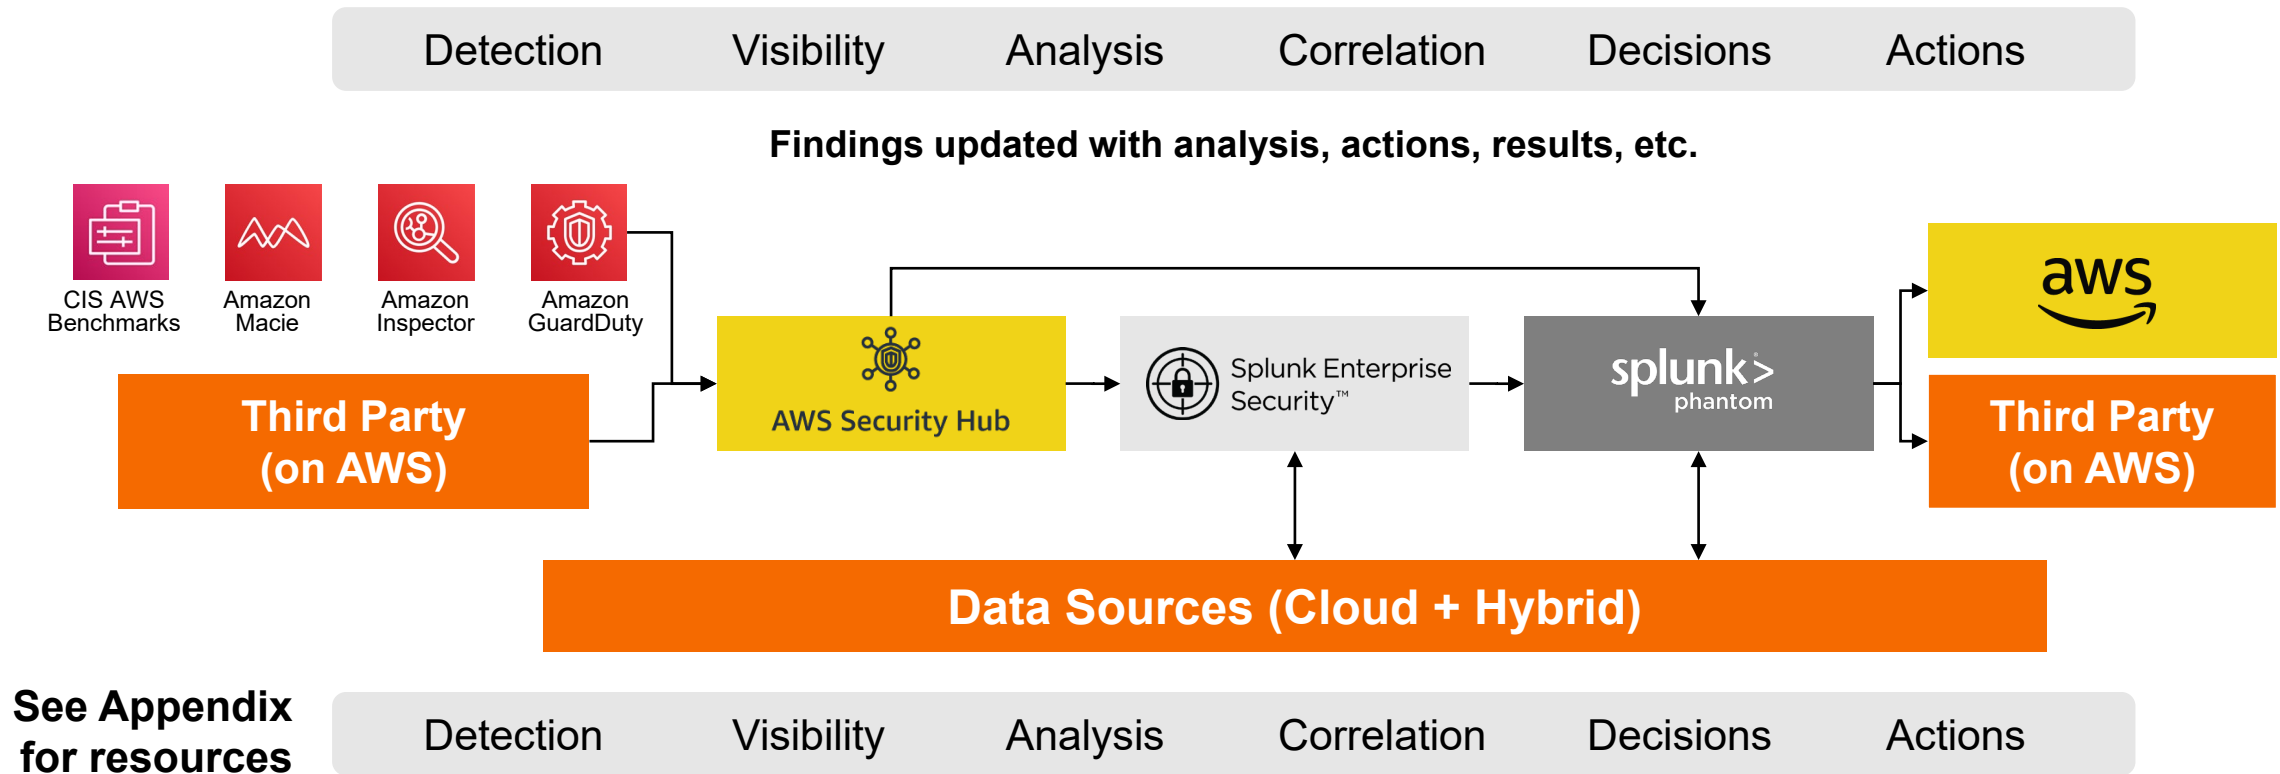 Detection Visibility Analysis Correlation Decisions Actions
Findings updated with analysis, actions, results, etc.
CIS AWS
Benchmarks
Amazon
Macie
Amazon
Inspector
Amazon
GuardDuty
Third Party
(on AWS)
AWS Security Hub
Splunk Enterprise
Security™
splunk>
phantom
aws
Third Party
(on AWS)
Data Sources (Cloud + Hybrid)
See Appendix
for resources
Detection Visibility Analysis Correlation Decisions Actions